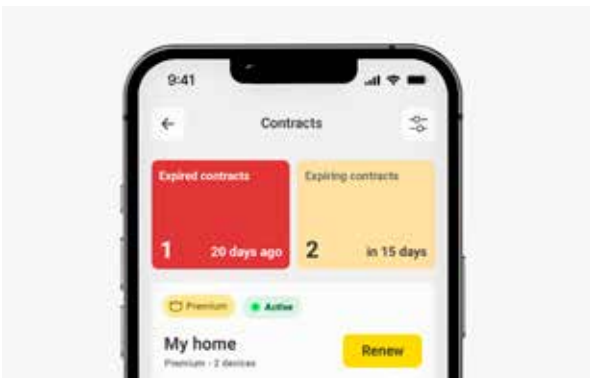 9:41
Contracts
Expired contracts
1
20 days ago
Expiring contracts
2
in 15 days
Premium
Active
My home
Premium - 2 devices
Renew